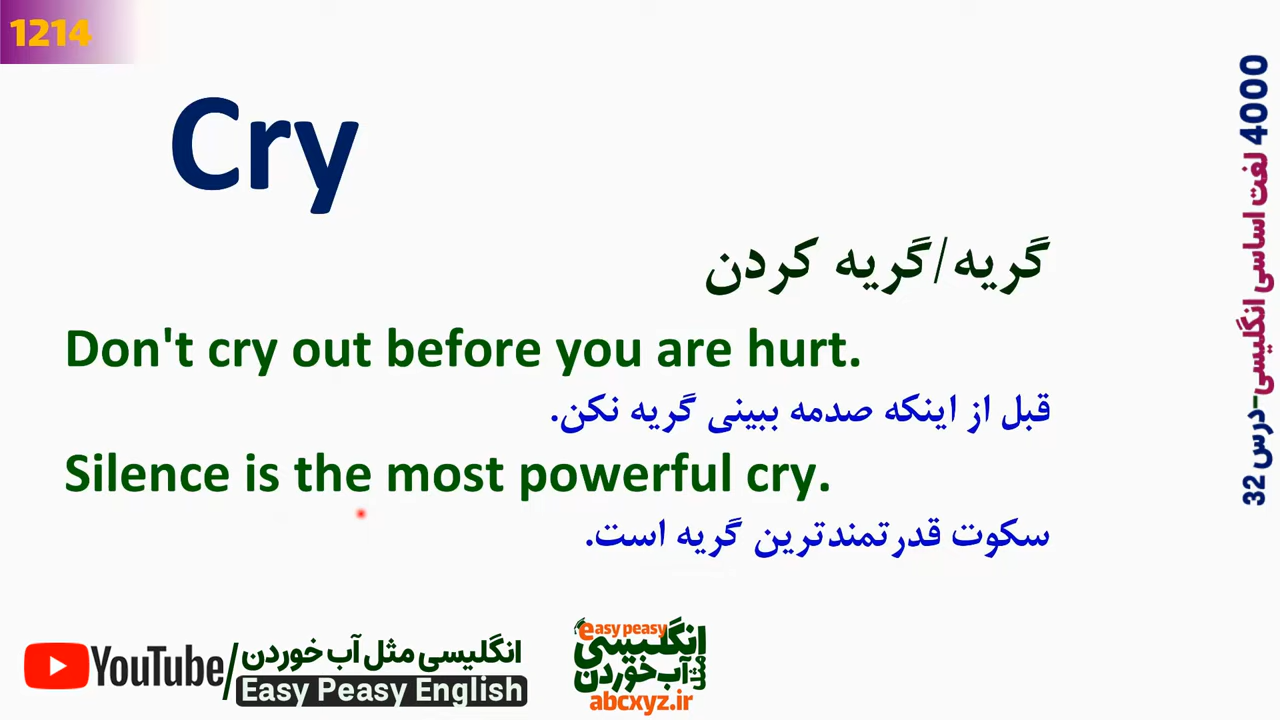 1214
Cry
گریه/گریه کردن
Don't cry out before you are hurt.
قبل از اینکه صدمه ببینی گریه نکن.
Silence is the most powerful cry.
سکوت قدرتمندترین گریه است.
4000 لغت اساسی انگلیسی-درس 32
YouTube/انگلیسی مثل آب خوردن
Easy Peasy English
easy peasy
انگلیسی
مثل آب خوردن
abcxyz.ir